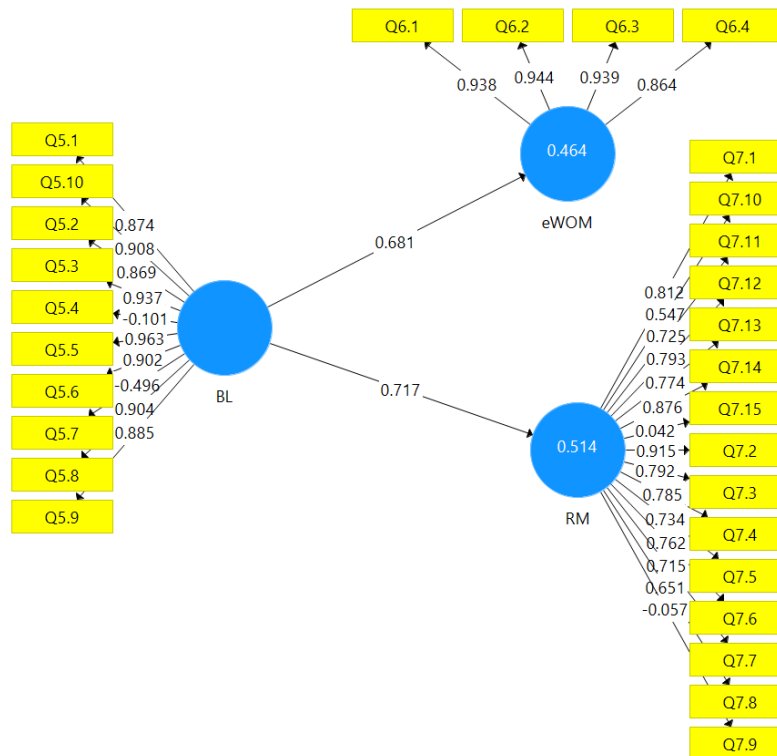 Q6.1
Q6.2
Q6.3
Q6.4
0.938
0.944
0.939
0.864
0.464
eWOM
Q5.1
Q5.10
Q5.2
Q5.3
Q5.4
Q5.5
Q5.6
Q5.7
Q5.8
Q5.9
0.874
0.908
0.869
0.937
-0.101
0.963
0.902
-0.496
0.904
0.885
BL
0.681
0.717
0.514
RM
0.812
0.547
0.725
0.793
0.774
0.876
0.042
0.915
0.792
0.785
0.734
0.762
0.715
0.651
-0.057
Q7.1
Q7.10
Q7.11
Q7.12
Q7.13
Q7.14
Q7.15
Q7.2
Q7.3
Q7.4
Q7.5
Q7.6
Q7.7
Q7.8
Q7.9